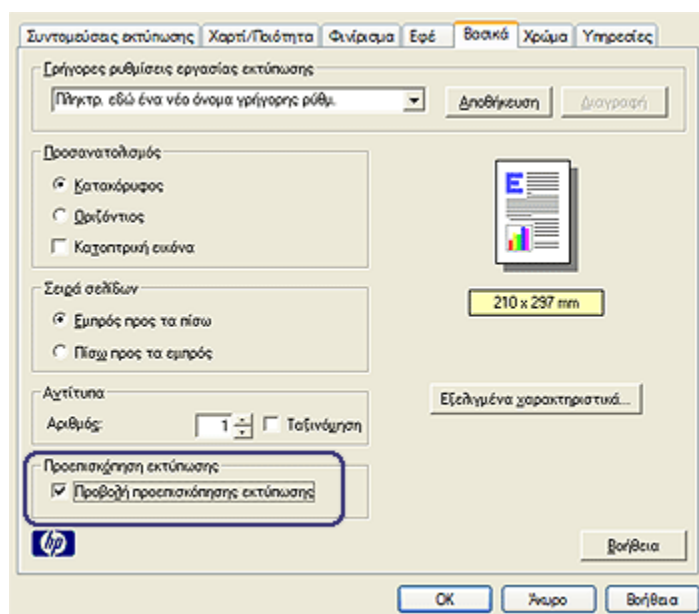 Συντομεύσεις εκτύπωσης Χαρτί/Ποιότητα Φινίρισμα Εφέ Βασικά Χρώμα Υπηρεσίες
Γρήγορες ρυθμίσεις εργασίας εκτύπωσης
Πληκτρ. εδώ ένα νέο όνομα γρήγορης ρύθμ. Αποθήκευση Διαγραφή
Προσανατολισμός
Κατακόρυφος
Οριζόντιος
Κατοπτρική εικόνα
210 x 297 mm
Σειρά σελίδων
Εμπρός προς τα πίσω
Πίσω προς τα εμπρός
Αντίτυπα
Αριθμός: 1 Ταξινόμηση
Εξελιγμένα χαρακτηριστικά...
Προεπισκόπηση εκτύπωσης
Προβολή προεπισκόπησης εκτύπωσης
hp
Βοήθεια
OK Άκυρο Βοήθεια